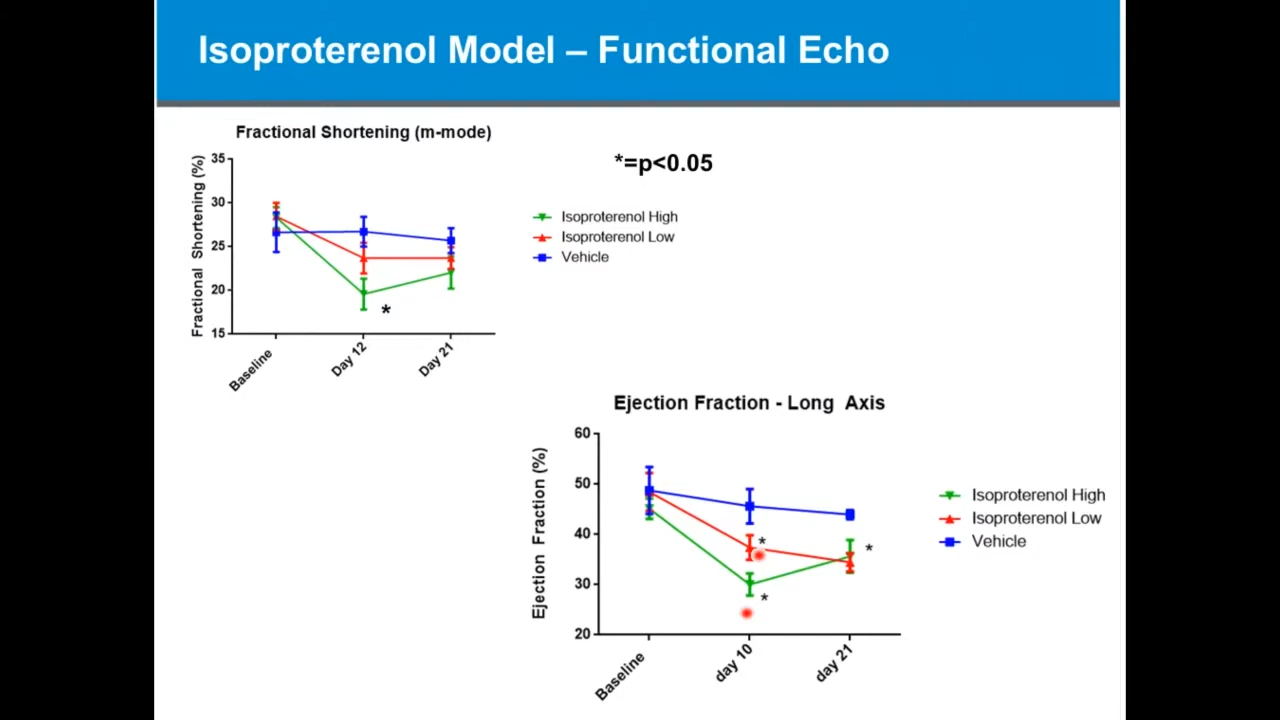 Isoproterenol Model – Functional Echo
Fractional Shortening (m-mode)
*=p<0.05
Fractional Shortening (%)
35
30
25
20
15
*
Baseline
Day 12
Day 21
Isoproterenol High
Isoproterenol Low
Vehicle
Ejection Fraction - Long Axis
Ejection Fraction (%)
60
50
40
30
20
*
*
*
Baseline
day 10
day 21
Isoproterenol High
Isoproterenol Low
Vehicle